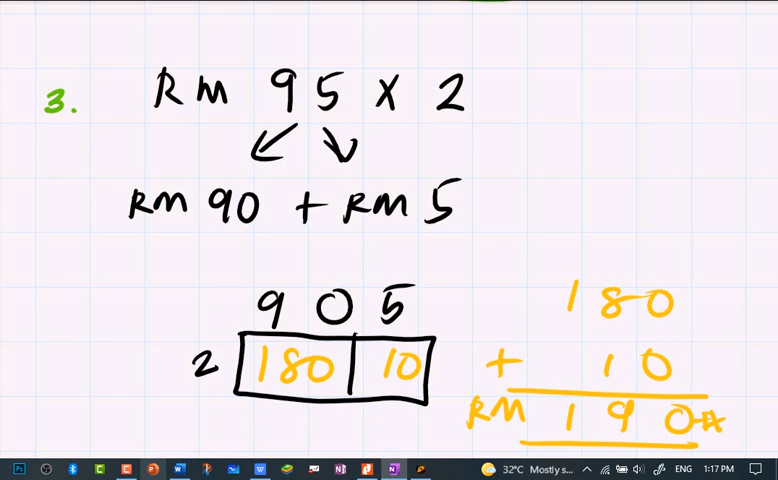 3. RM 95 x 2
RM 90 + RM 5
90 5
2 180 10
180
+ 10
RM 190
32°C Mostly s... ENG 1:17 PM